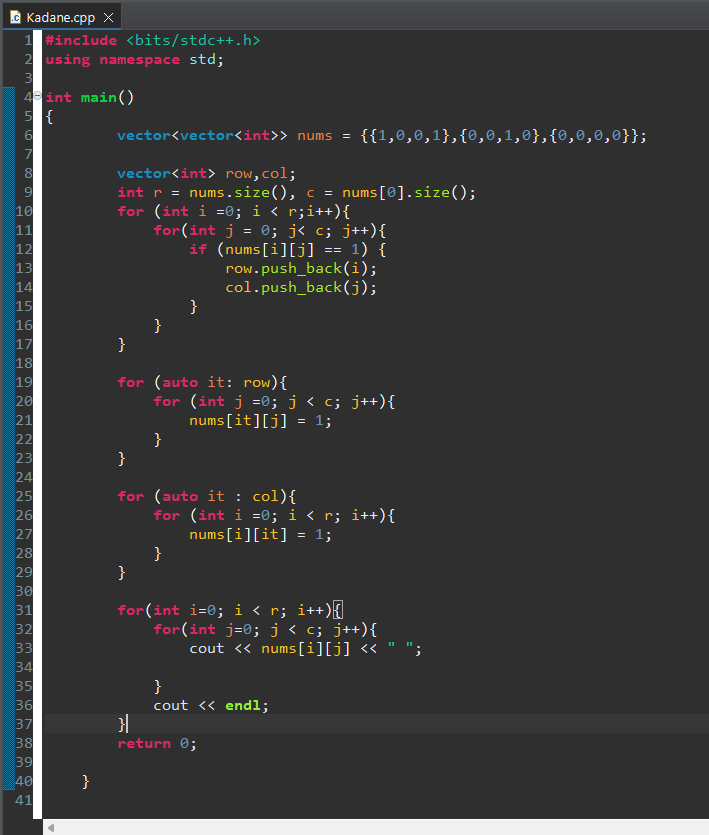 Kadane.cpp
1 #include <bits/stdc++.h>
2 using namespace std;
3
4 int main()
5 {
6         vector<vector<int>> nums = {{1,0,0,1},{0,0,1,0},{0,0,0,0}};
7
8         vector<int> row,col;
9         int r = nums.size(), c = nums[0].size();
10         for (int i =0; i < r;i++){
11             for(int j = 0; j< c; j++){
12                 if (nums[i][j] == 1) {
13                     row.push_back(i);
14                     col.push_back(j);
15                 }
16             }
17         }
18
19         for (auto it: row){
20             for (int j =0; j < c; j++){
21                 nums[it][j] = 1;
22             }
23         }
24
25         for (auto it : col){
26             for (int i =0; i < r; i++){
27                 nums[i][it] = 1;
28             }
29         }
30
31         for(int i=0; i < r; i++){
32             for(int j=0; j < c; j++){
33                 cout << nums[i][j] << " ";
34
35             }
36             cout << endl;
37         }
38         return 0;
39
40     }
41